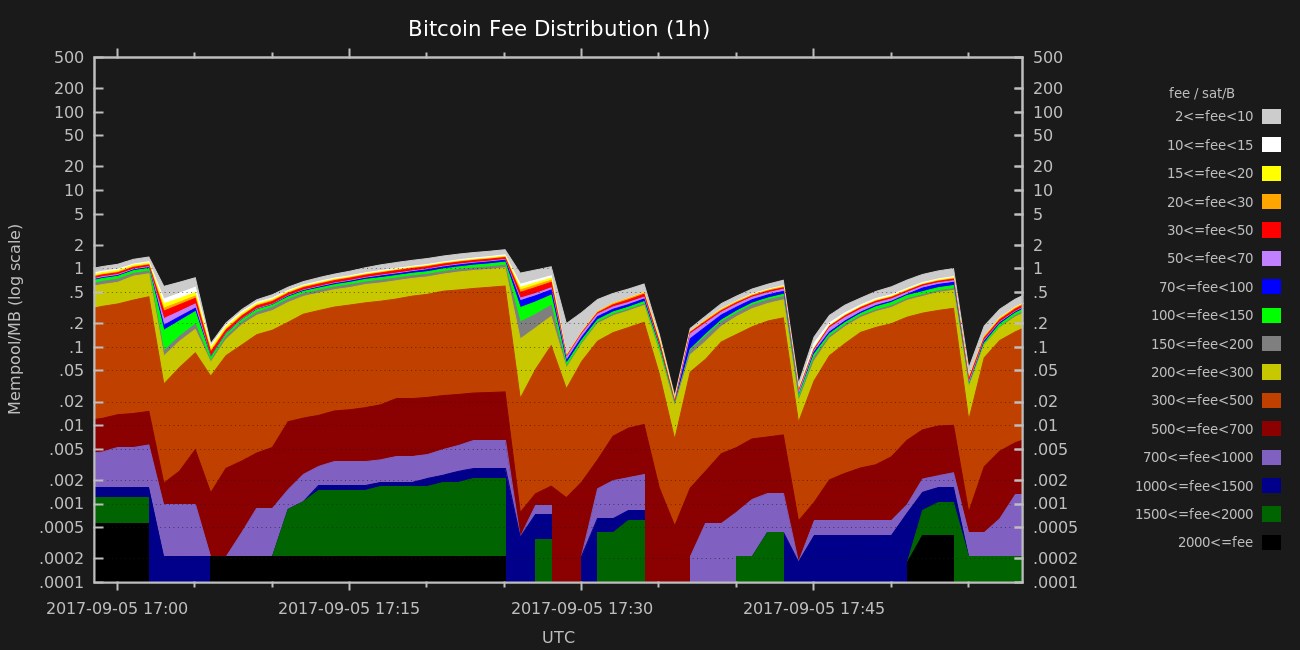 Bitcoin Fee Distribution (1h)
500
200
100
50
20
10
5
2
1
.5
.2
.1
.05
.02
.01
.005
.002
.001
.0005
.0002
.0001
Mempool/MB (log scale)
500
200
100
50
20
10
5
2
1
.5
.2
.1
.05
.02
.01
.005
.002
.001
.0005
.0002
.0001
2017-09-05 17:00
2017-09-05 17:15
2017-09-05 17:30
2017-09-05 17:45
UTC
fee / sat/B
2<=fee<10
10<=fee<15
15<=fee<20
20<=fee<30
30<=fee<50
50<=fee<70
70<=fee<100
100<=fee<150
150<=fee<200
200<=fee<300
300<=fee<500
500<=fee<700
700<=fee<1000
1000<=fee<1500
1500<=fee<2000
2000<=fee